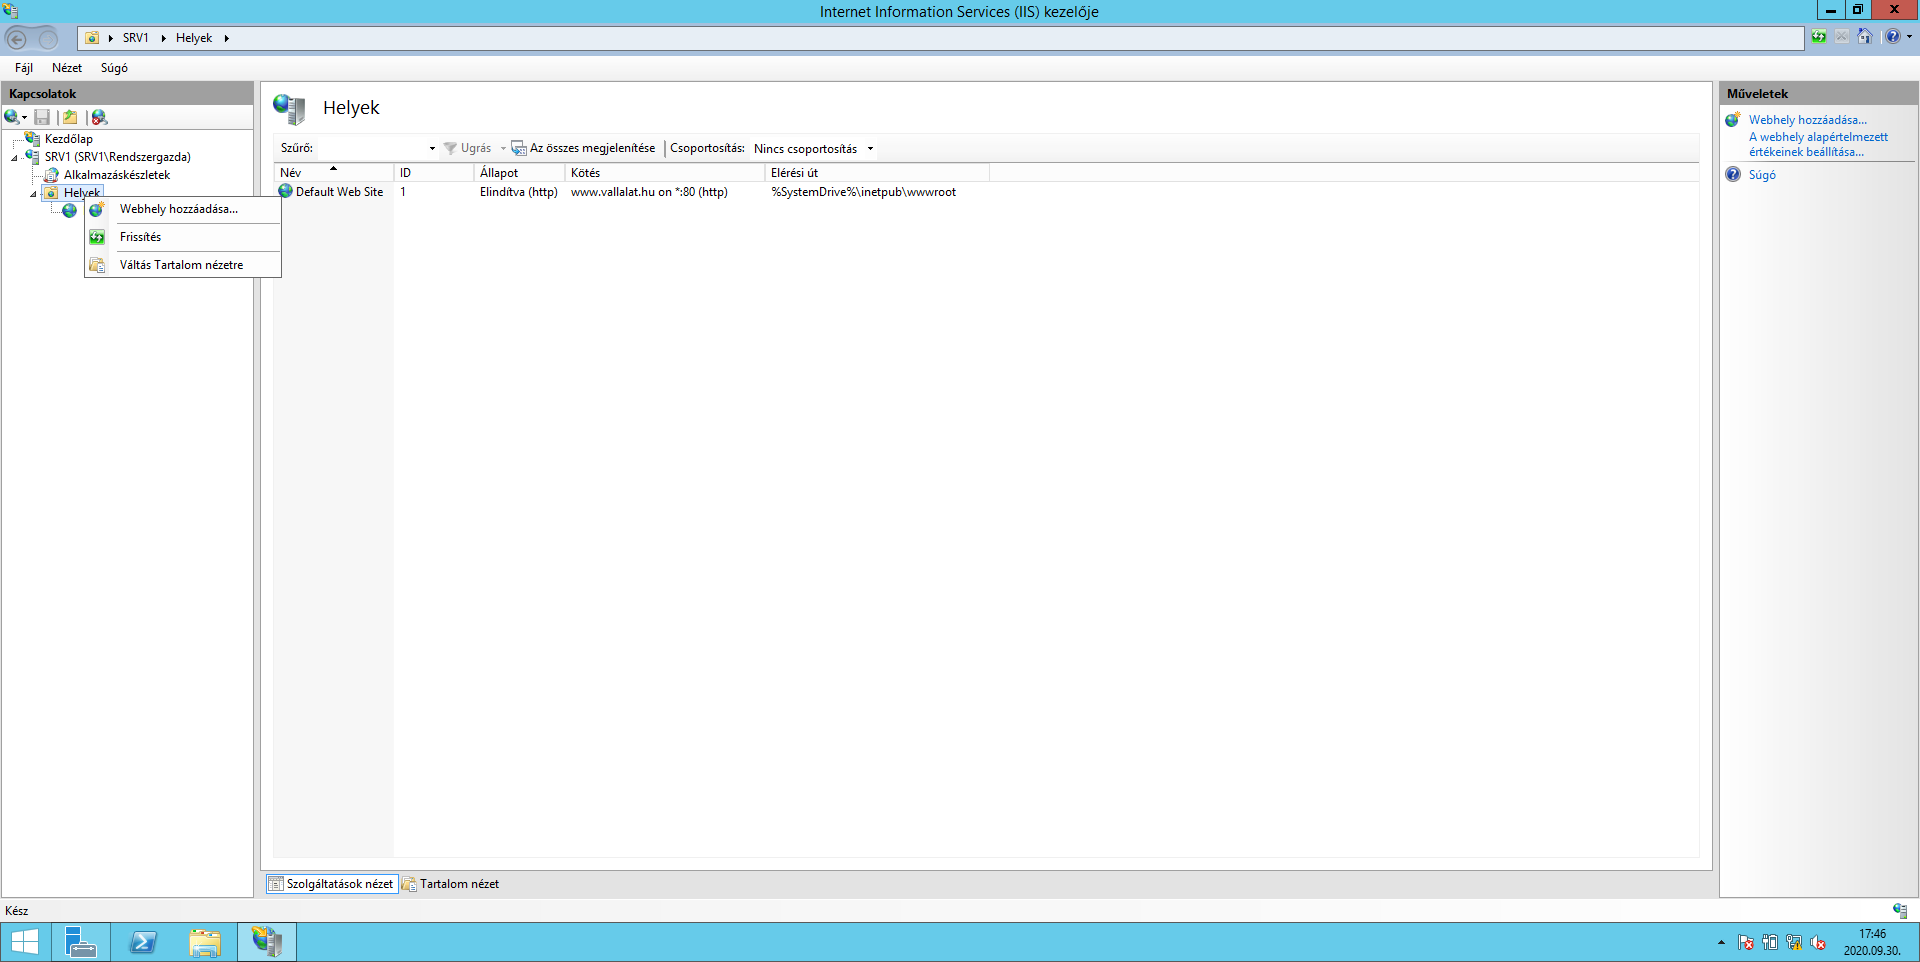 Internet Information Services (IIS) kezelője
SRV1
Helyek
Fájl
Nézet
Súgó
Kapcsolatok
Kezdőlap
SRV1 (SRV1\Rendszergazda)
Alkalmazáskészletek
Helyek
Webhely hozzáadása...
Frissítés
Váltás Tartalom nézetre
Helyek
Szűrő:
Ugrás
Az összes megjelenítése
Csoportosítás:
Nincs csoportosítás
Név ID Állapot Kötés Elérési út
Default Web Site 1 Elindítva (http) www.vallalat.hu on *:80 (http) %SystemDrive%\inetpub\wwwroot
Szolgáltatások nézet
Tartalom nézet
Műveletek
Webhely hozzáadása...
A webhely alapértelmezett
értékeinek beállítása...
Súgó
Kész
17:46
2020.09.30.